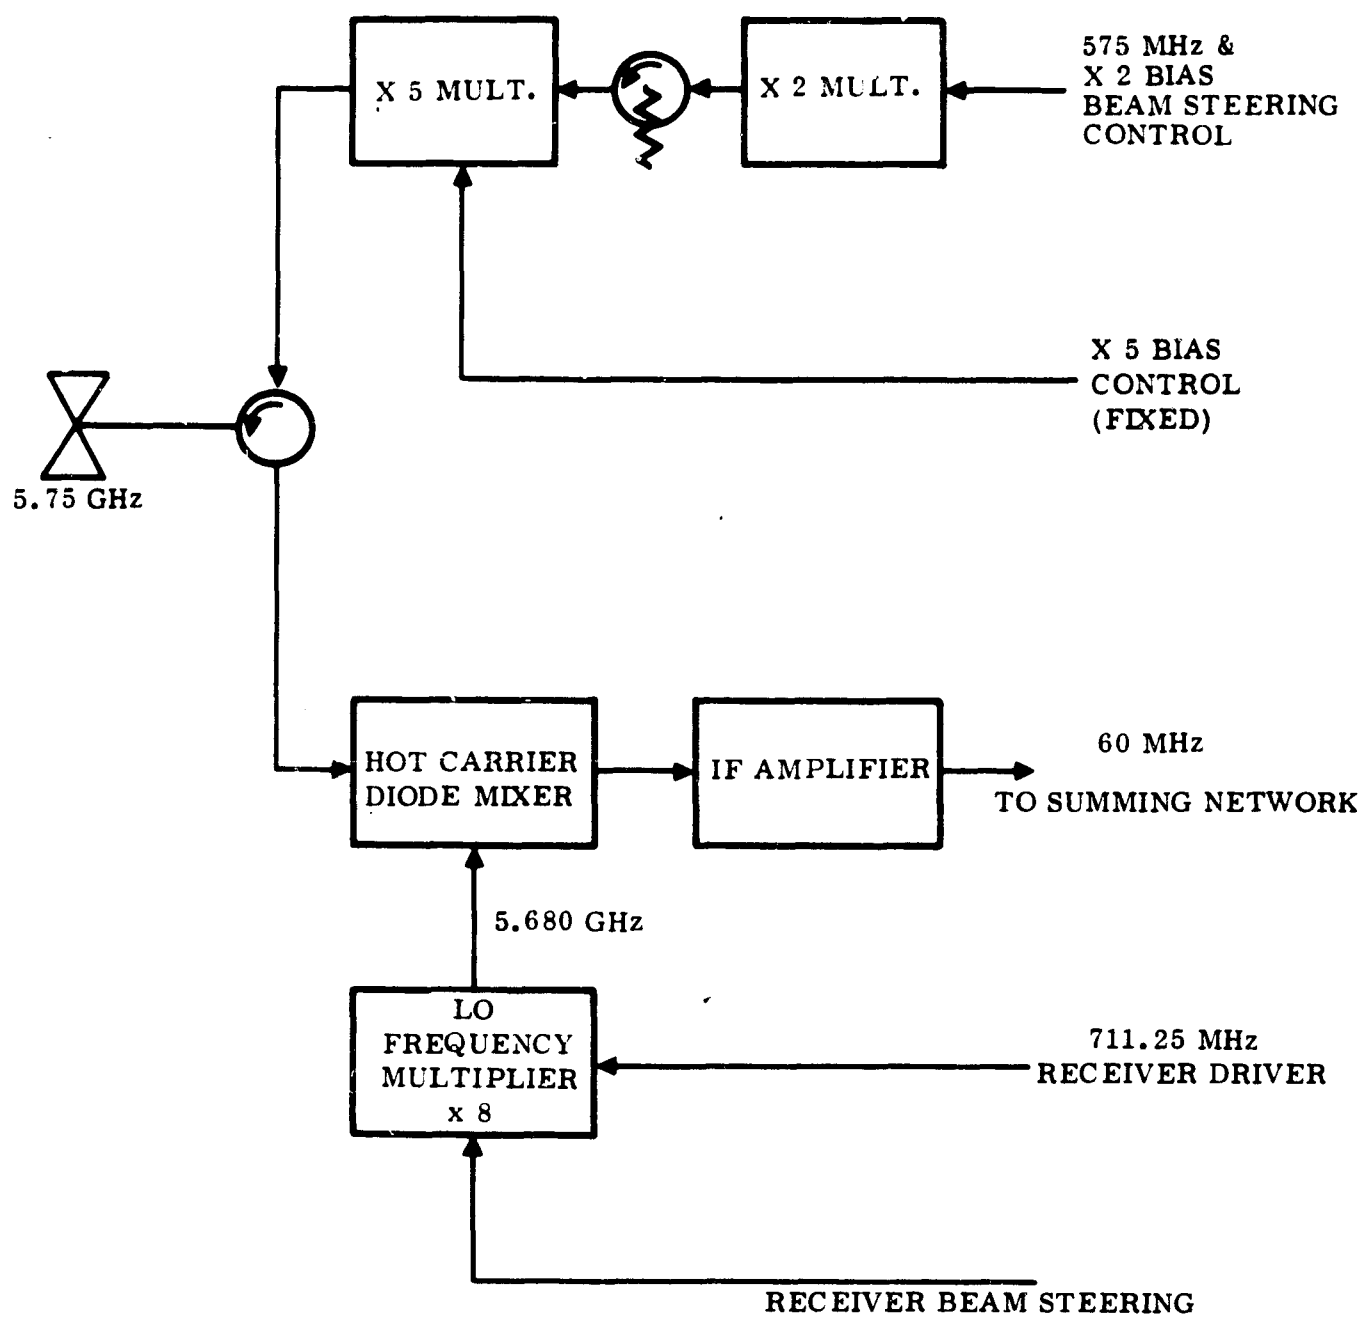 X 5 MULT.
X 2 MULT.
575 MHz &
X 2 BIAS
BEAM STEERING
CONTROL
X 5 BIAS
CONTROL
(FIXED)
5.75 GHz
HOT CARRIER
DIODE MIXER
IF AMPLIFIER
60 MHz
TO SUMMING NETWORK
5.680 GHz
LO
FREQUENCY
MULTIPLIER
x 8
711.25 MHz
RECEIVER DRIVER
RECEIVER BEAM STEERING